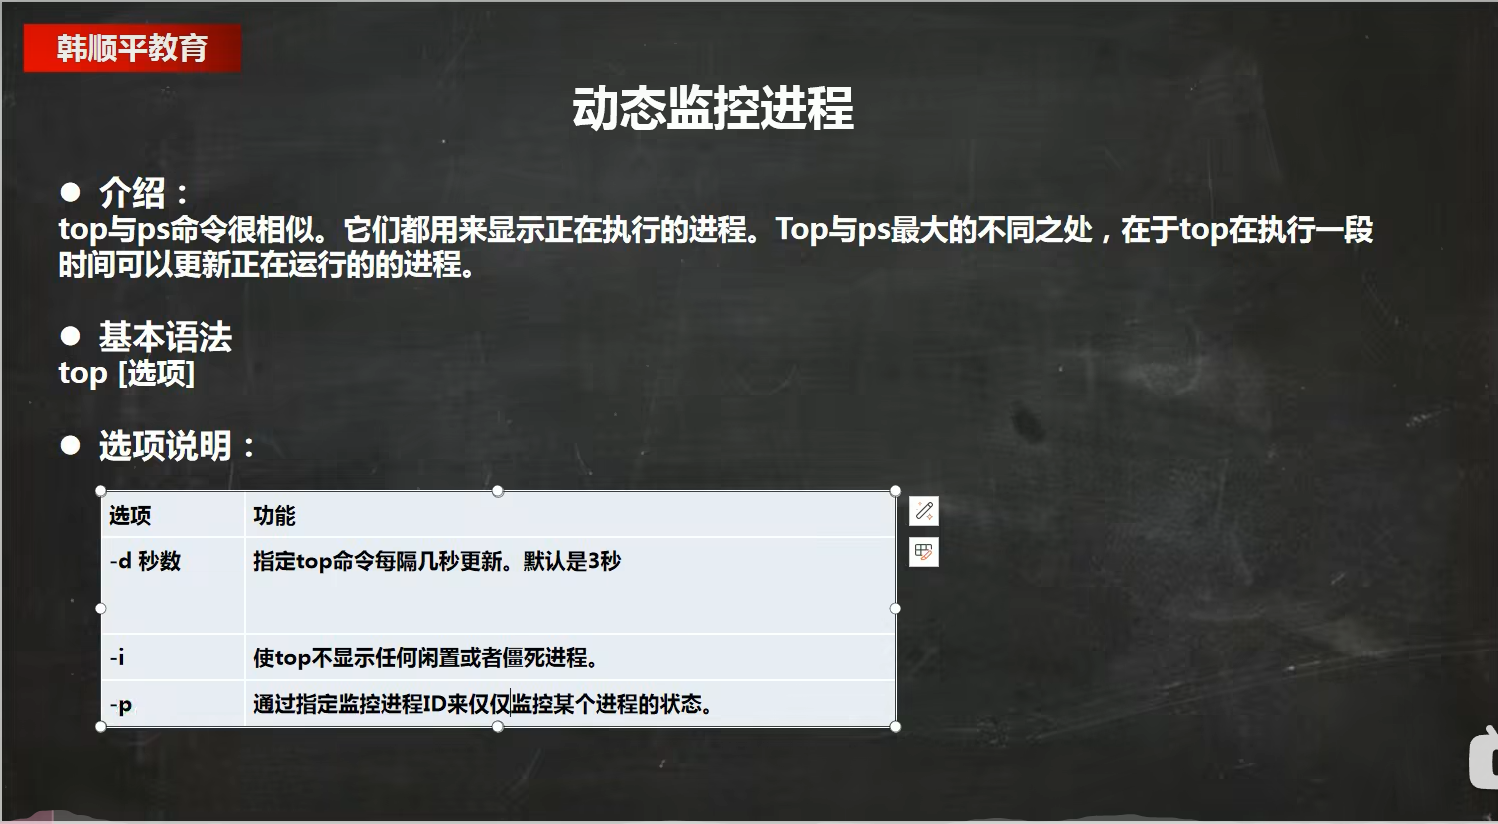 韩顺平教育
动态监控进程
● 介绍：
top与ps命令很相似。它们都用来显示正在执行的进程。Top与ps最大的不同之处，在于top在执行一段
时间可以更新正在运行的的进程。
● 基本语法
top [选项]
● 选项说明：
选项 功能
-d 秒数 指定top命令每隔几秒更新。默认是3秒
-i 使top不显示任何闲置或者僵死进程。
-p 通过指定监控进程ID来仅仅监控某个进程的状态。